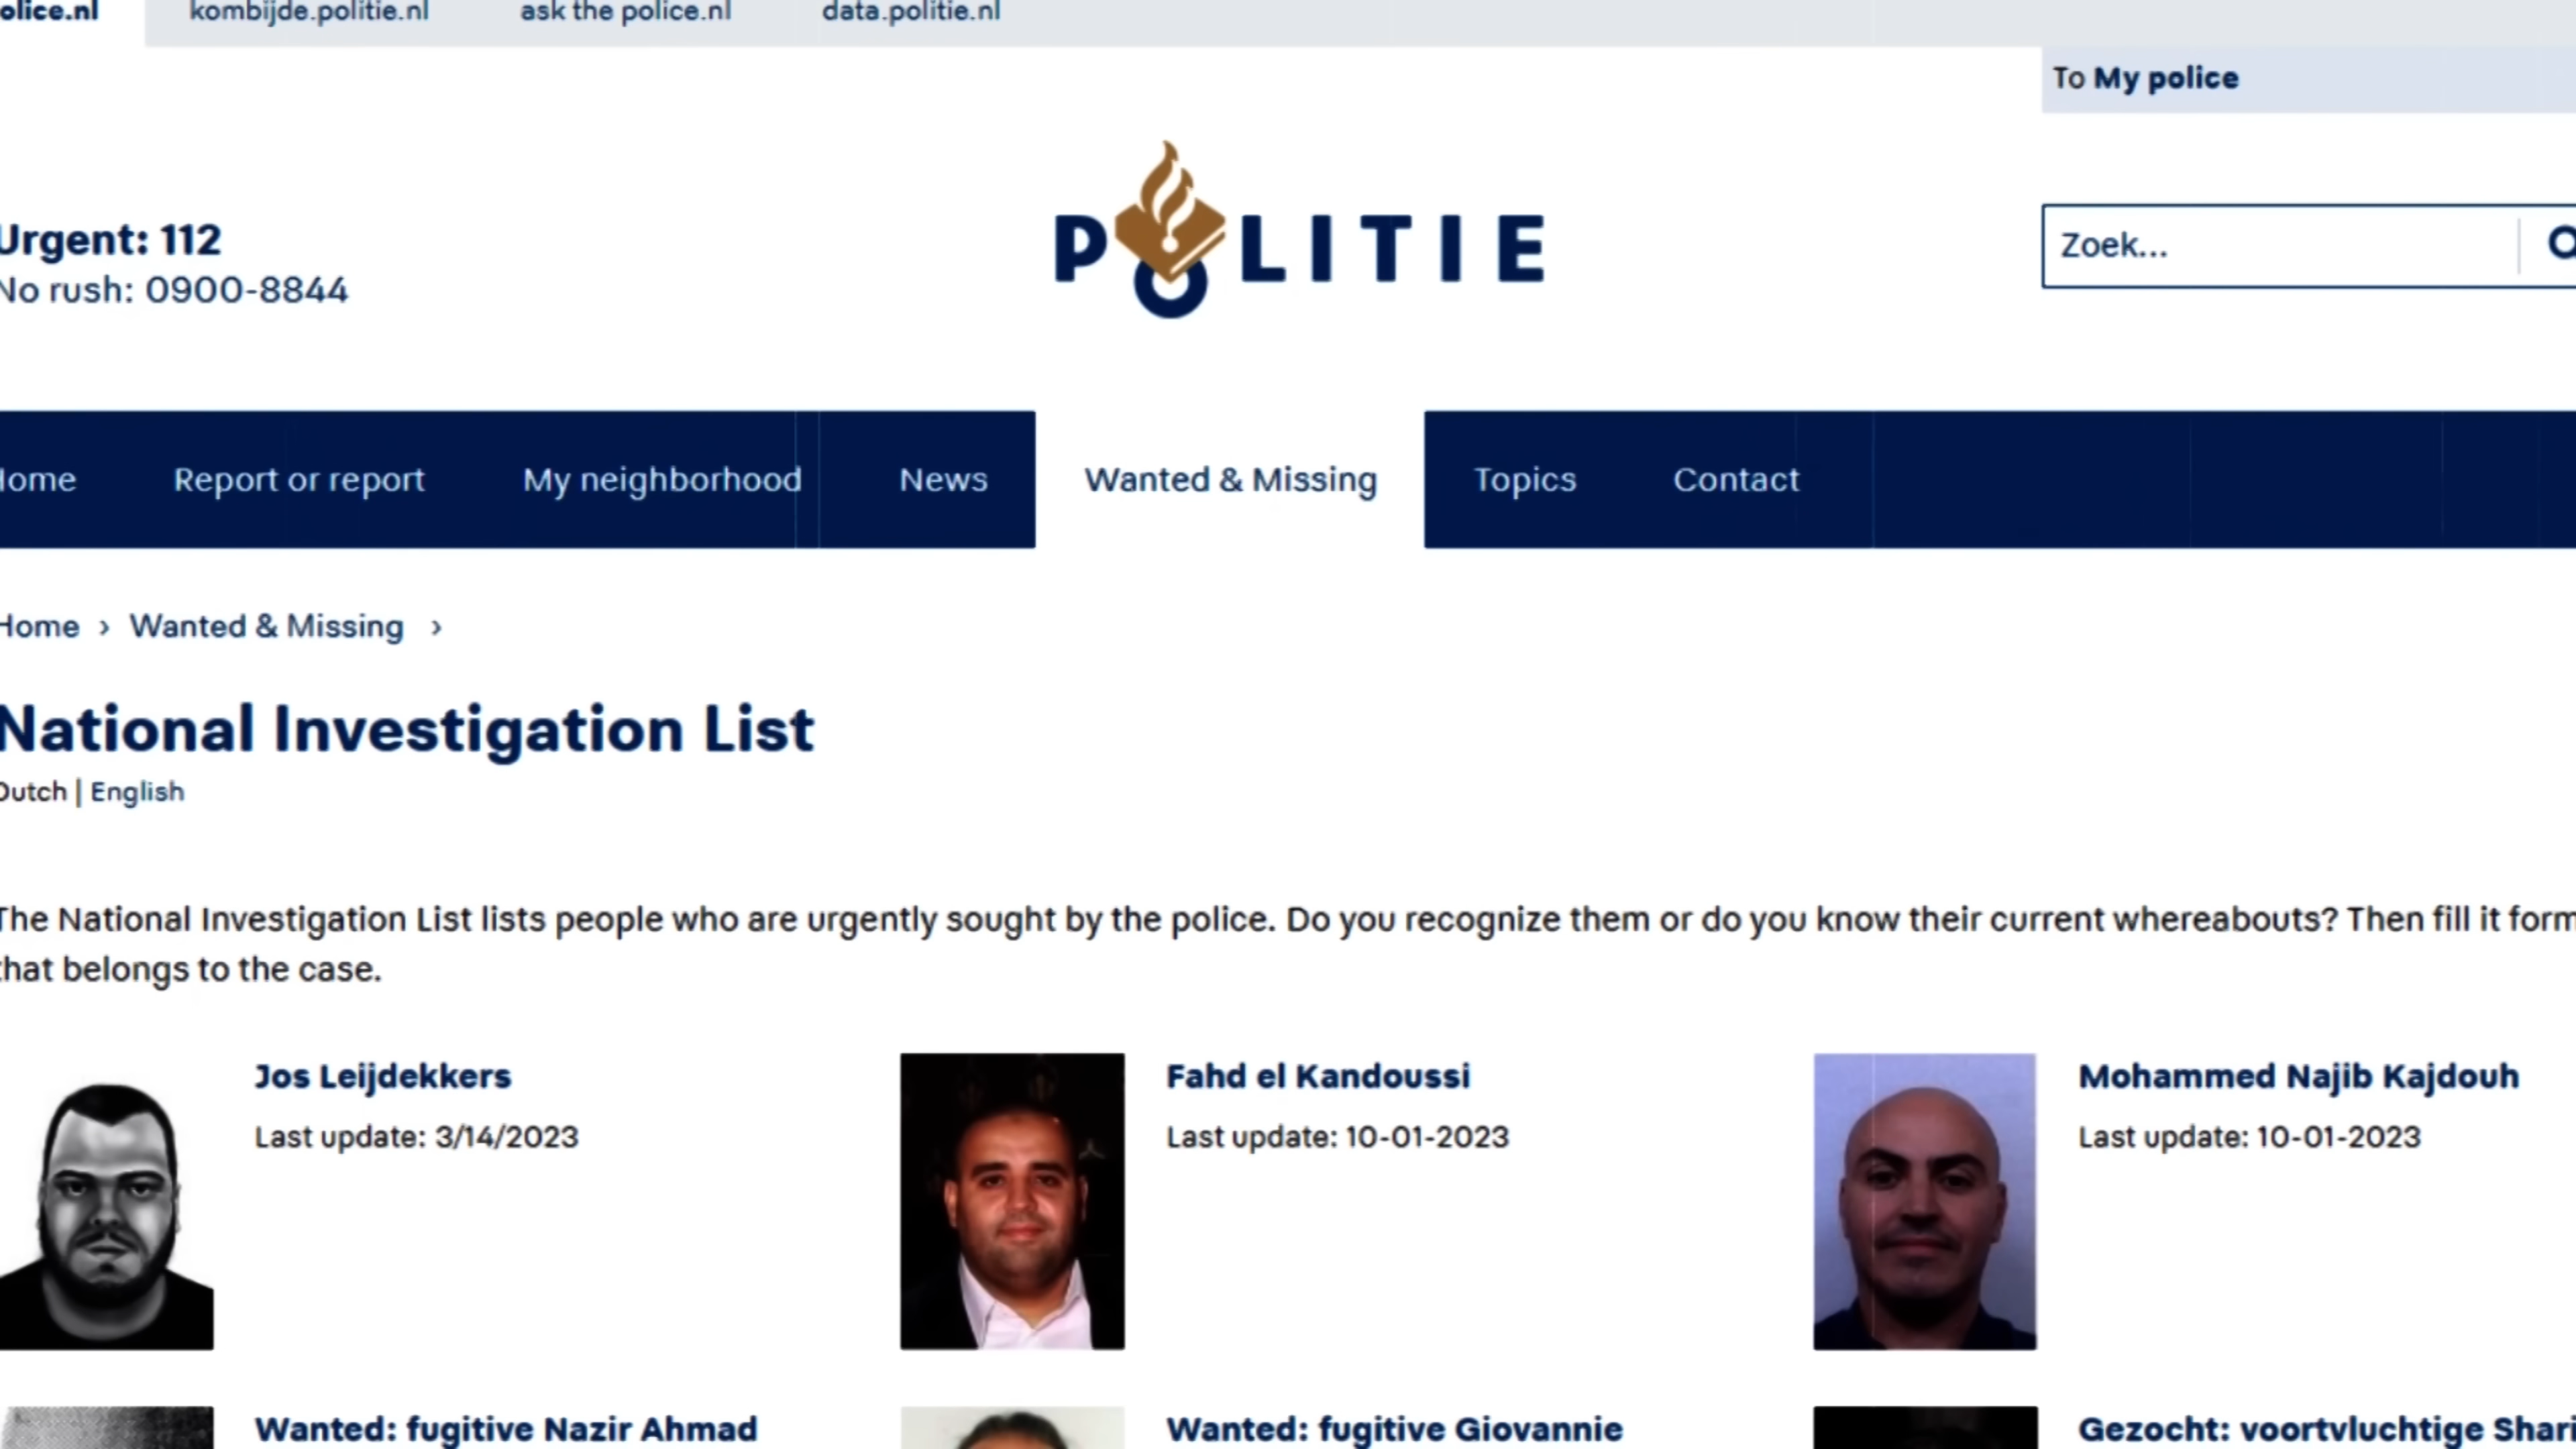 olice.nl kombijde.politie.nl ask the police.nl data.politie.nl
To My police
Urgent: 112
No rush: 0900-8844
POLITIE
Zoek...
Home Report or report My neighborhood News Wanted & Missing Topics Contact
Home › Wanted & Missing ›
National Investigation List
Dutch | English
The National Investigation List lists people who are urgently sought by the police. Do you recognize them or do you know their current whereabouts? Then fill it form
that belongs to the case.
Jos Leijdekkers
Last update: 3/14/2023
Fahd el Kandoussi
Last update: 10-01-2023
Mohammed Najib Kajdouh
Last update: 10-01-2023
Wanted: fugitive Nazir Ahmad
Wanted: fugitive Giovannie
Gezocht: voortvluchtige